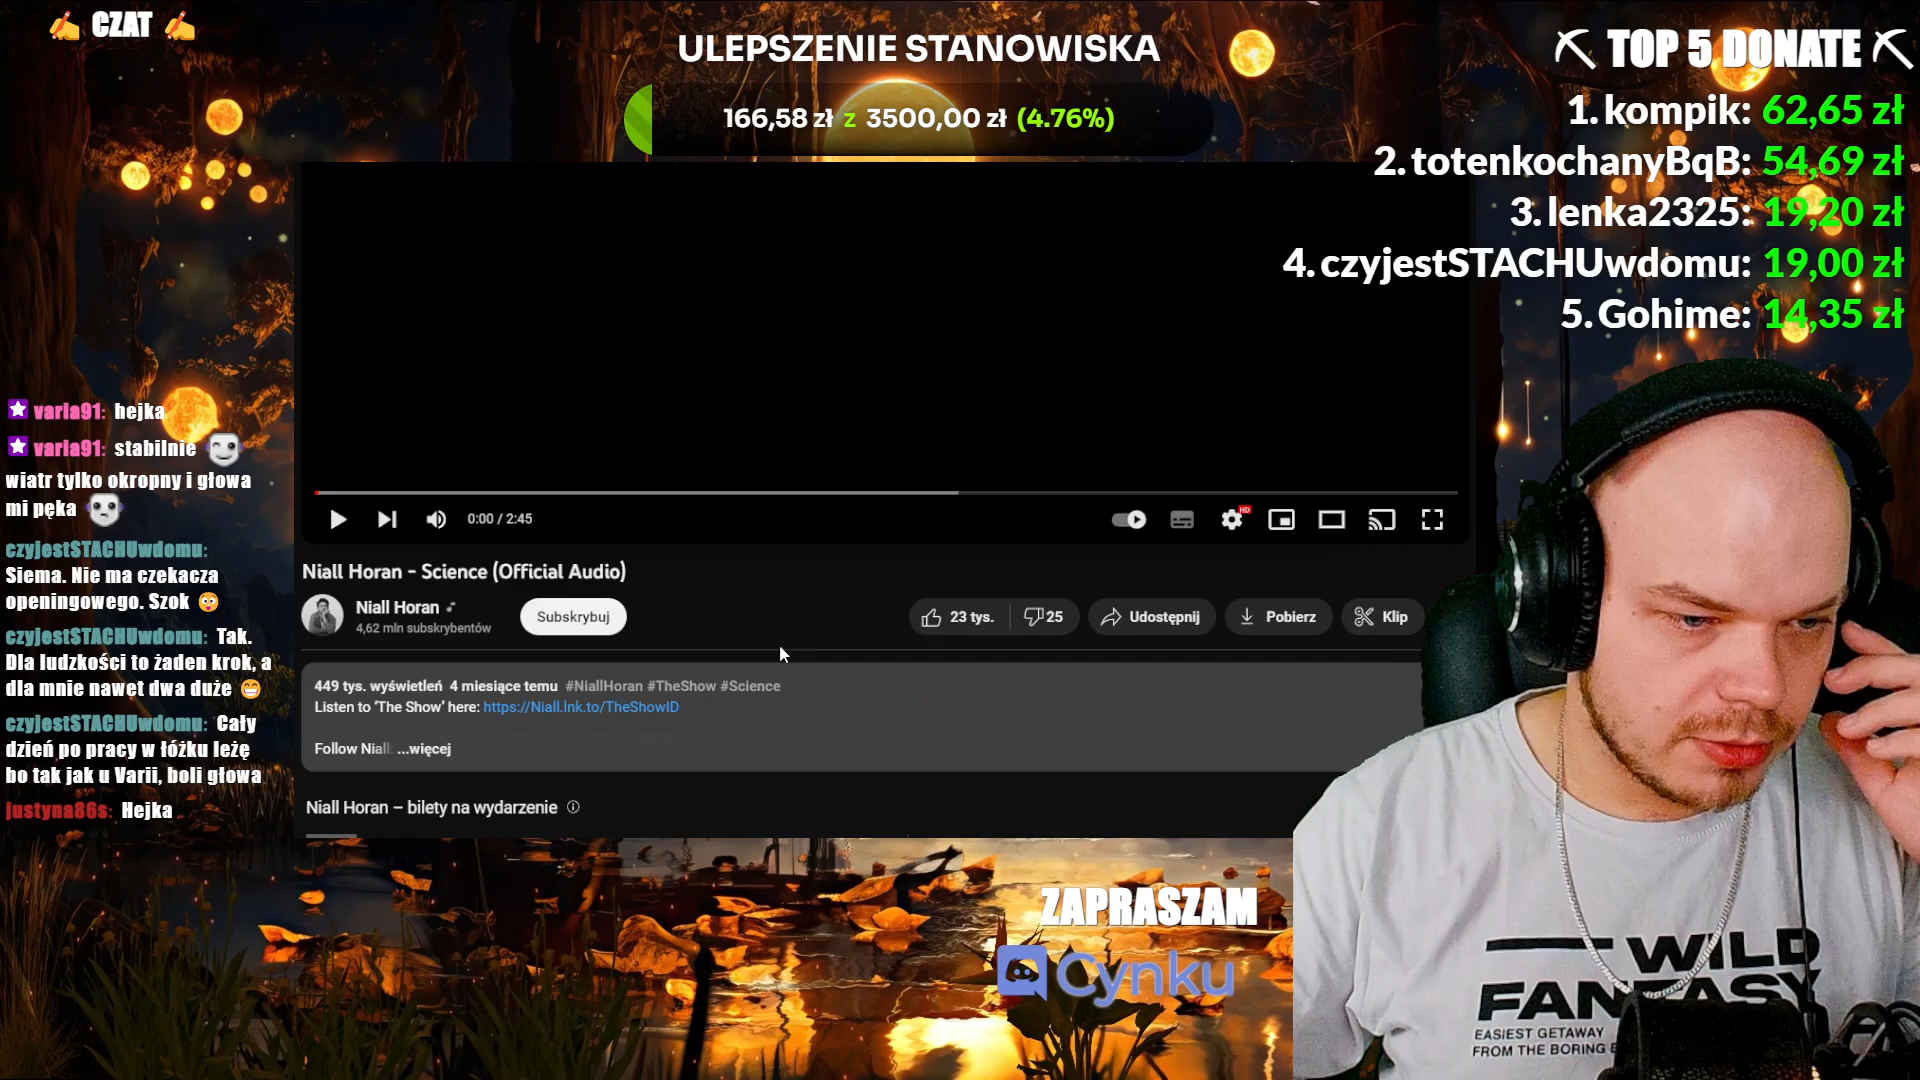 ✍ CZAT ✍
ULEPSZENIE STANOWISKA
166,58 zł z 3500,00 zł (4.76%)
TOP 5 DONATE
1. kompik: 62,65 zł
2. totenkochanyBqB: 54,69 zł
3. lenka2325: 19,20 zł
4. czyjestSTACHUwdomu: 19,00 zł
5. Gohime: 14,35 zł
varia91: hejka
varia91: stabilnie
wiatr tylko okropny i głowa
mi pęka
czyjestSTACHUwdomu:
Siema. Nie ma czekacza
openingowego. Szok 😳
czyjestSTACHUwdomu: Tak.
Dla ludzkości to żaden krok, a
dla mnie nawet dwa duże 😁
czyjestSTACHUwdomu: Cały
dzień po pracy w łóżku leżę
bo tak jak u Varii, boli głowa
justyna86s: Hejka
0:00 / 2:45
HD
Niall Horan - Science (Official Audio)
Niall Horan
4,62 mln subskrybentów
Subskrybuj
23 tys.
25
Udostępnij
Pobierz
Klip
449 tys. wyświetleń 4 miesiące temu #NiallHoran #TheShow #Science
Listen to ‘The Show’ here: https://Niall.lnk.to/TheShowID
Follow Niall: ...więcej
Niall Horan – bilety na wydarzenie
ZAPRASZAM
Cynku
WILD
FANTASY
EASIEST GETAWAY
FROM THE BORING